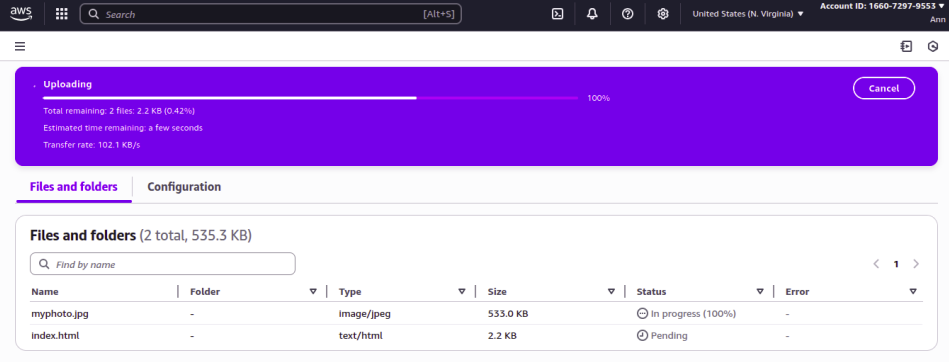 aws Search [Alt+S] United States (N. Virginia) ▼ Account ID: 1660-7297-9553 ▼
Ann
Uploading
100%
Cancel
Total remaining: 2 files: 2.2 KB (0.42%)
Estimated time remaining: a few seconds
Transfer rate: 102.1 KB/s
Files and folders Configuration
Files and folders (2 total, 535.3 KB)
Find by name
1
Name Folder Type Size Status Error
myphoto.jpg - image/jpeg 533.0 KB In progress (100%) -
index.html - text/html 2.2 KB Pending -